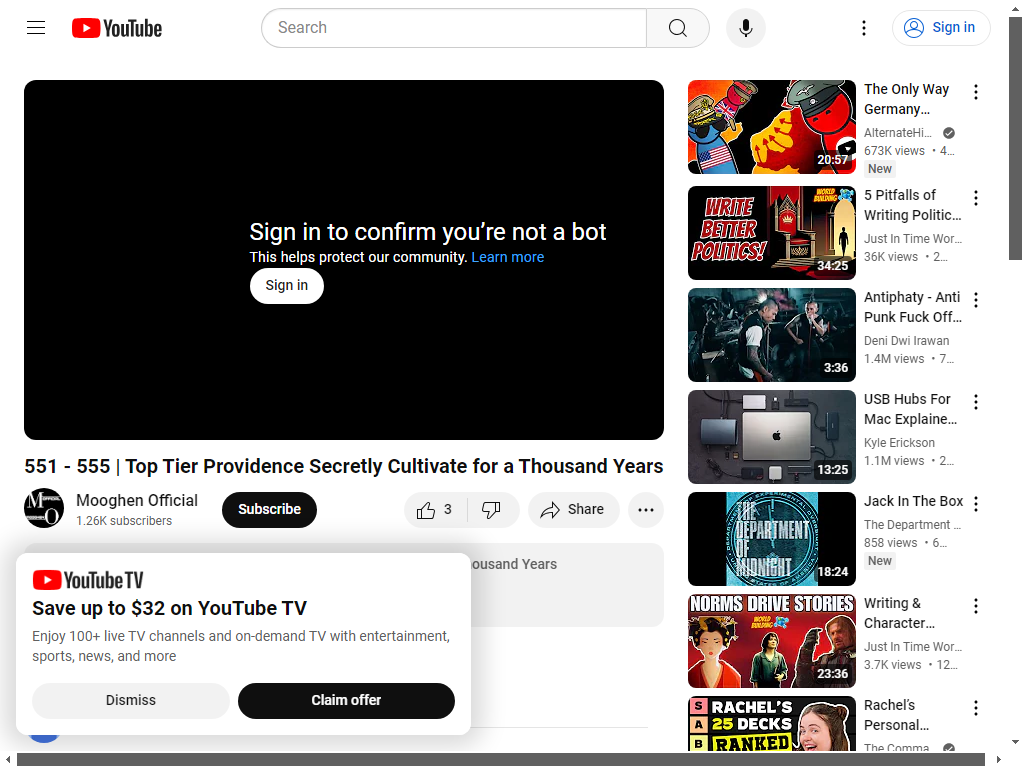 YouTube
Search
Sign in
Sign in to confirm you're not a bot
This helps protect our community. Learn more
Sign in
551 - 555 | Top Tier Providence Secretly Cultivate for a Thousand Years
Mooghen Official
1.26K subscribers
Subscribe
3
Share
ousand Years
YouTube TV
Save up to $32 on YouTube TV
Enjoy 100+ live TV channels and on-demand TV with entertainment,
sports, news, and more
Dismiss
Claim offer
20:57
The Only Way
Germany…
AlternateHi…
673K views • 4…
New
WRITE
BETTER
POLITICS!
WORLD
BUILDING
34:25
5 Pitfalls of
Writing Politic…
Just In Time Wor…
36K views • 2…
3:36
Antiphaty - Anti
Punk Fuck Off…
Deni Dwi Irawan
1.4M views • 7…
13:25
USB Hubs For
Mac Explaine…
Kyle Erickson
1.1M views • 2…
THE
DEPARTMENT
OF
MIDNIGHT
18:24
Jack In The Box
The Department …
858 views • 6…
New
NORMS DRIVE STORIES
WORLD
BUILDING
23:36
Writing &
Character…
Just In Time Wor…
3.7K views • 12…
S
A
B
RACHEL'S
25 DECKS
RANKED
Rachel's
Personal…
The Comma…